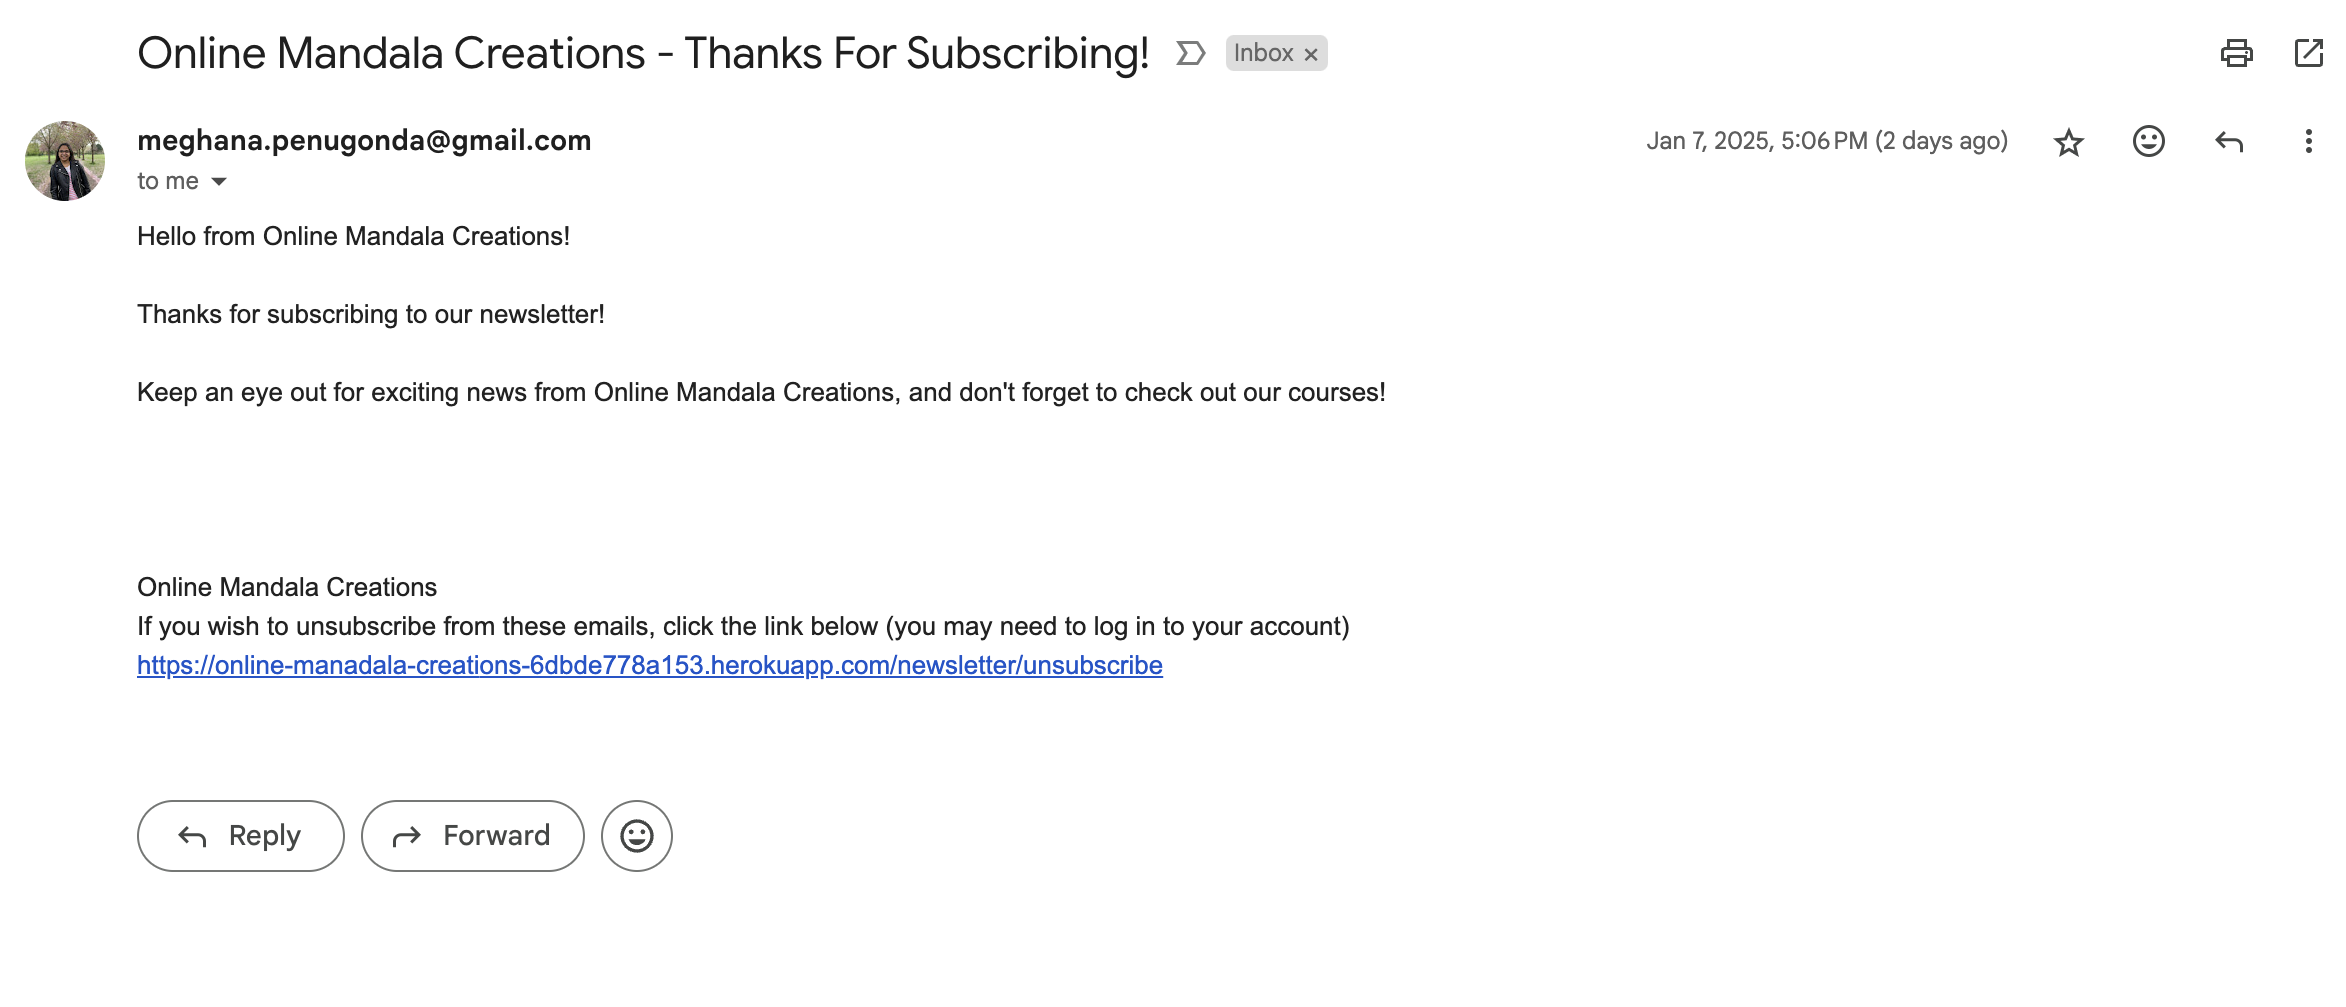 Online Mandala Creations - Thanks For Subscribing!
Inbox ×
meghana.penugonda@gmail.com
Jan 7, 2025, 5:06 PM (2 days ago)
to me
Hello from Online Mandala Creations!
Thanks for subscribing to our newsletter!
Keep an eye out for exciting news from Online Mandala Creations, and don't forget to check out our courses!
Online Mandala Creations
If you wish to unsubscribe from these emails, click the link below (you may need to log in to your account)
https://online-manadala-creations-6dbde778a153.herokuapp.com/newsletter/unsubscribe
Reply
Forward